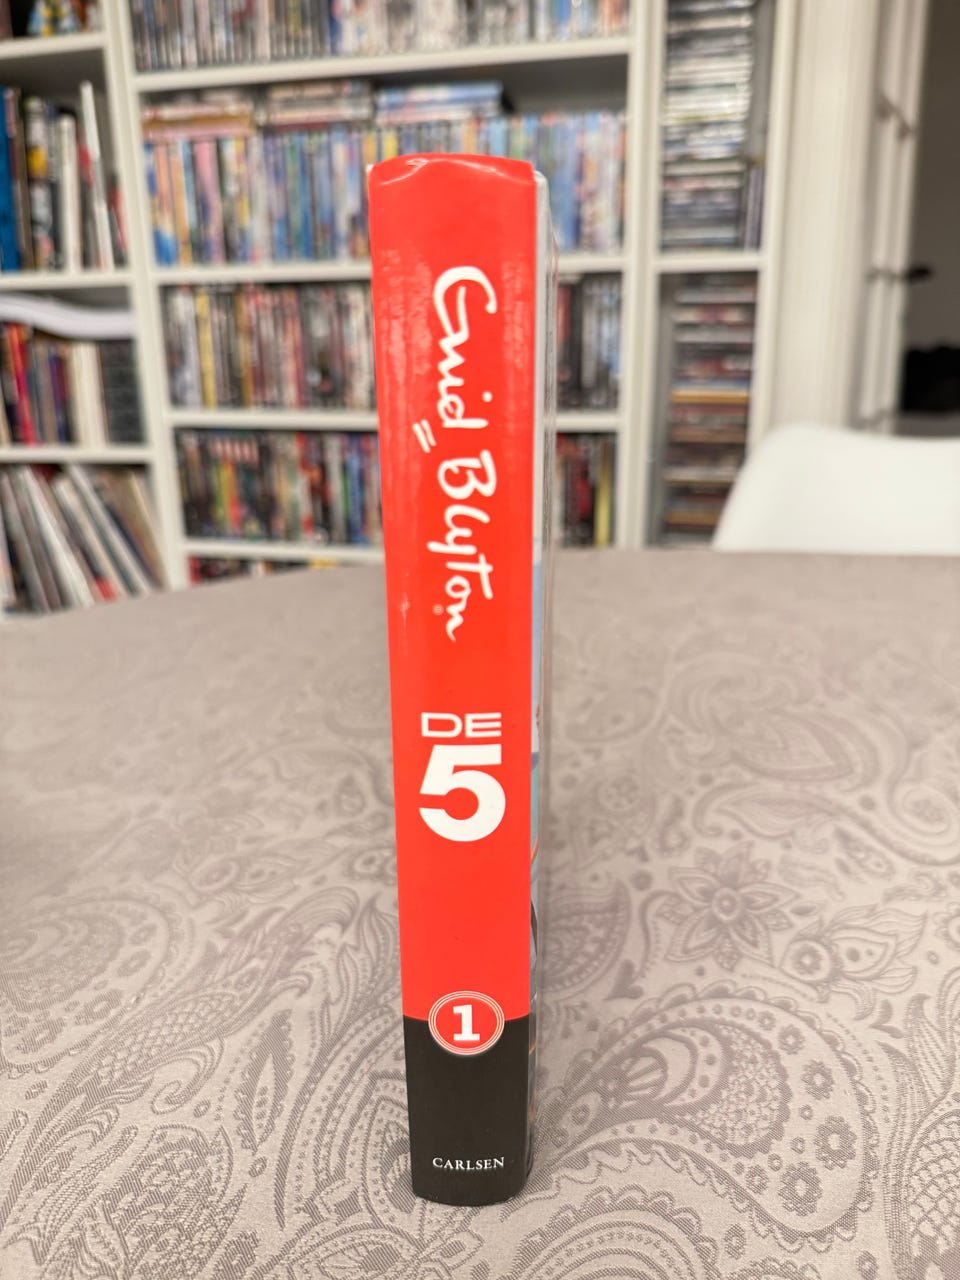 Enid Blyton®
DE
5
1
CARLSEN